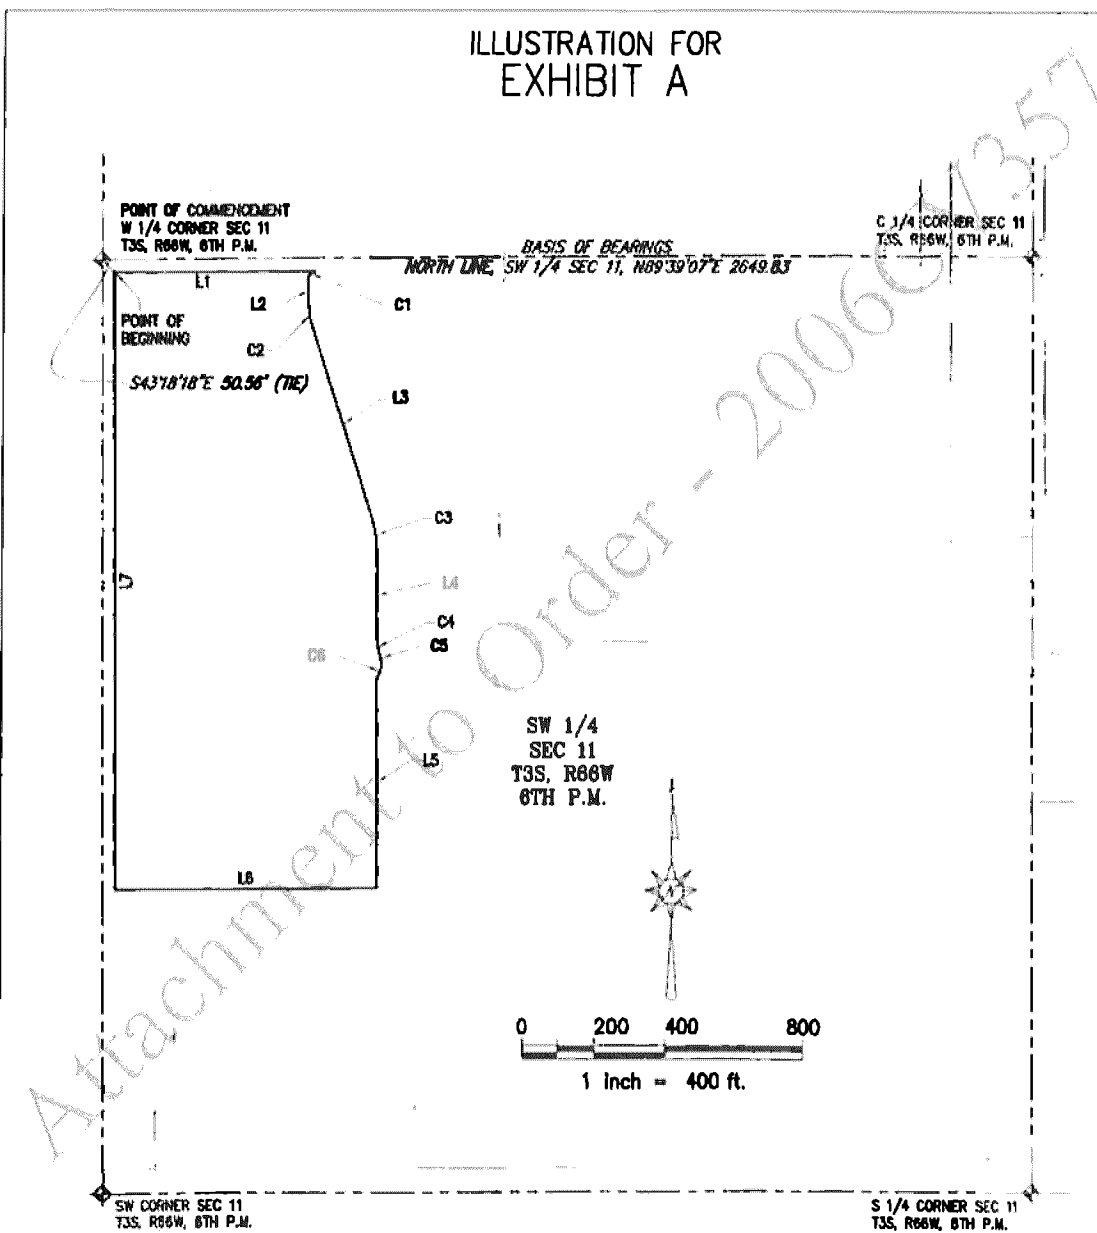 ILLUSTRATION FOR
EXHIBIT A
POINT OF COMMENCEMENT
W 1/4 CORNER SEC 11
T3S, R66W, 6TH P.M.
C 1/4 CORNER SEC 11
T3S, R66W, 6TH P.M.
BASIS OF BEARINGS
NORTH LINE, SW 1/4 SEC 11, N89°39'07"E 2649.83
L1
L2
C1
POINT OF
BEGINNING
C2
S43°18'18"E 50.56' (TIE)
L3
C3
L7
L4
C4
C5
C6
SW 1/4
SEC 11
T3S, R66W
6TH P.M.
L5
L6
N
0 200 400 800
1 inch = 400 ft.
SW CORNER SEC 11
T3S, R66W, 6TH P.M.
S 1/4 CORNER SEC 11
T3S, R66W, 6TH P.M.
Attachment to Order - 2006CV357